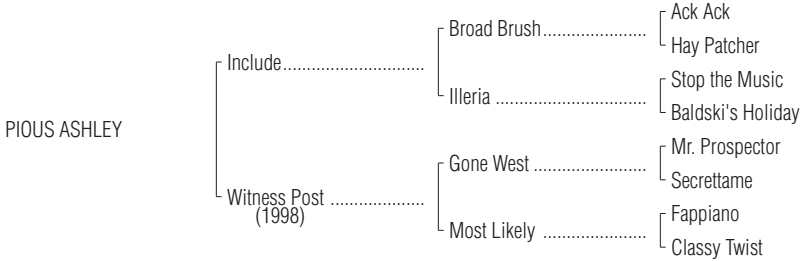 Ack Ack
Broad Brush......................
Hay Patcher
Include.............................
Stop the Music
Illeria ...............................
Baldski's Holiday
PIOUS ASHLEY
Mr. Prospector
Gone West .......................
Secrettame
Witness Post ...................
(1998)
Fappiano
Most Likely .....................
Classy Twist